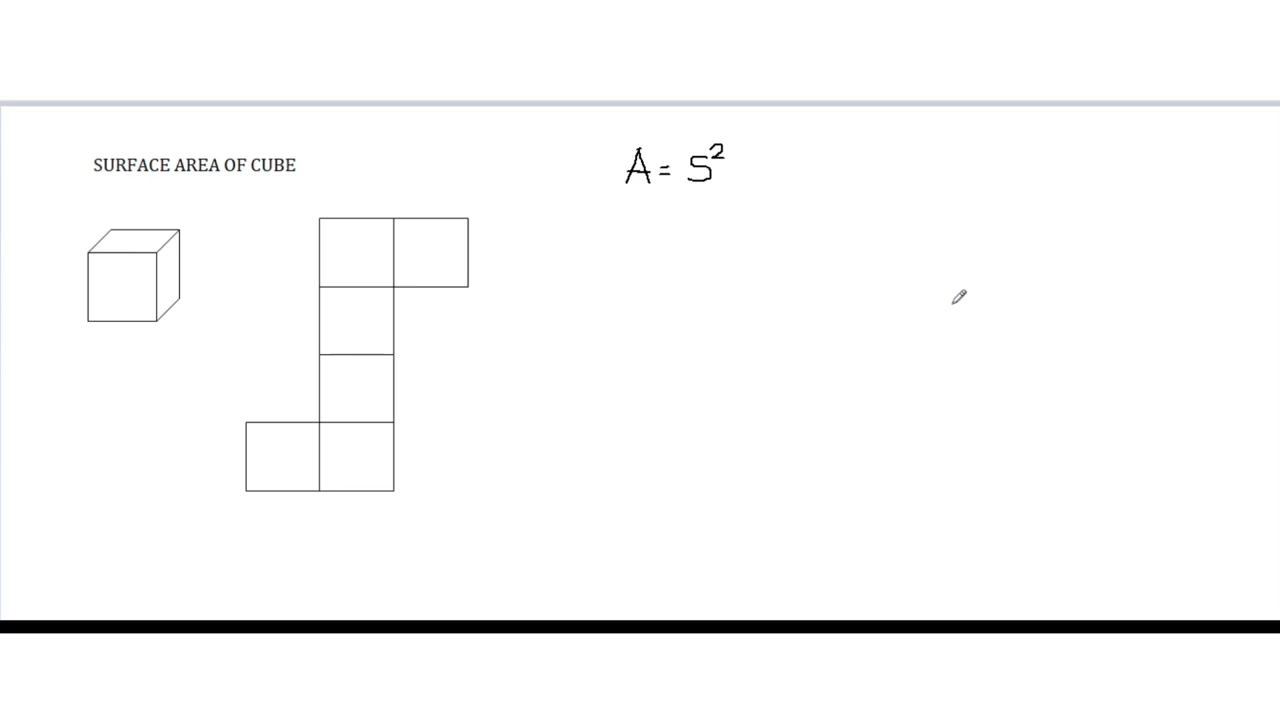 SURFACE AREA OF CUBE
A = S²